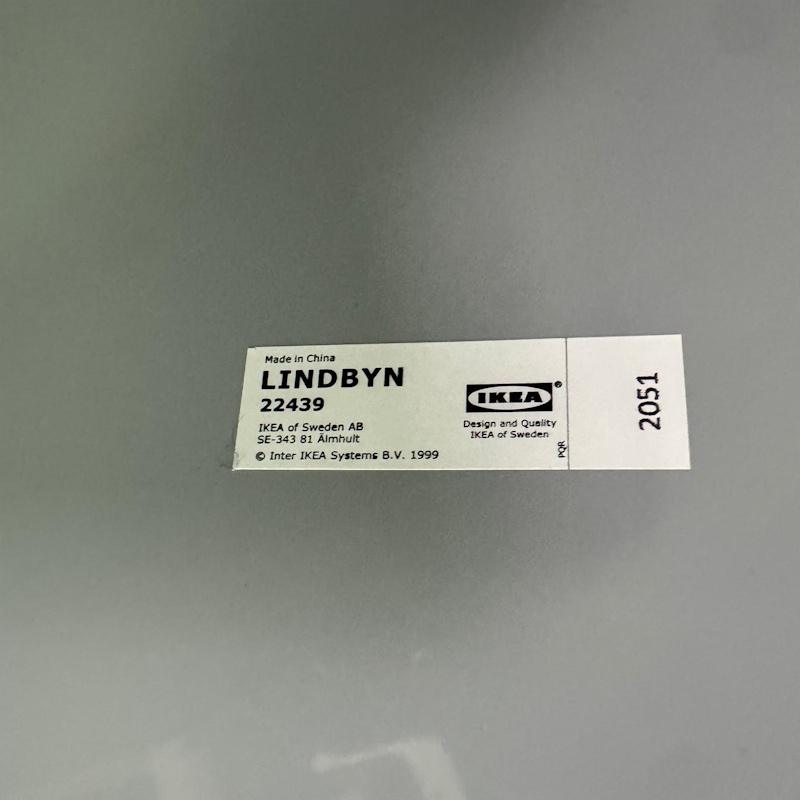 Made in China
LINDBYN
22439
IKEA of Sweden AB
SE-343 81 Älmhult
© Inter IKEA Systems B.V. 1999
IKEA®
Design and Quality
IKEA of Sweden
PQR
2051